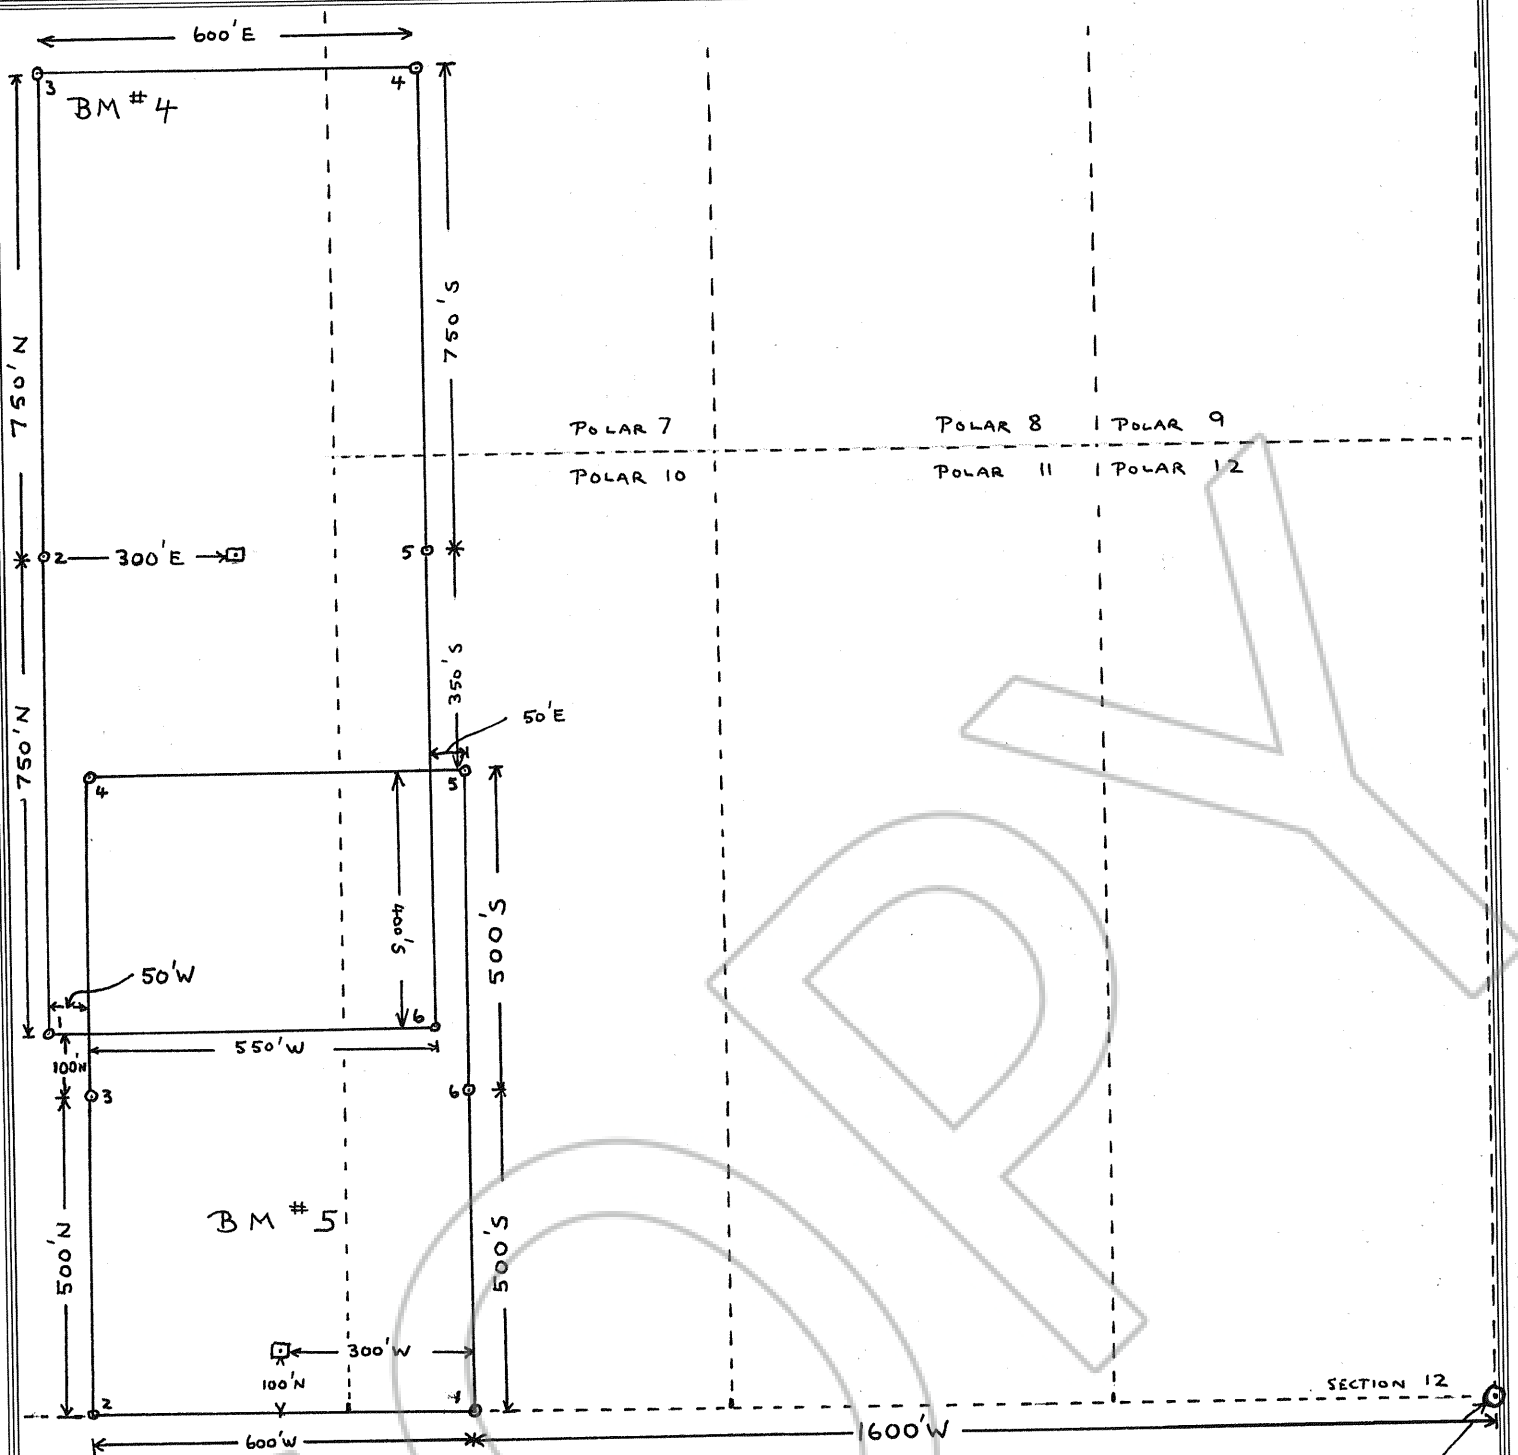 600'E
3
4
BM #4
750'N
750'S
POLAR 7
POLAR 8
POLAR 9
POLAR 10
POLAR 11
POLAR 12
2
300'E
5
350'S
750'N
50'E
4
5
400'S
500'S
50'W
1
6
550'W
100'N
3
6
BM #5
500'N
500'S
300'W
100'N
2
1
SECTION 12
600'W
1600'W
COPY